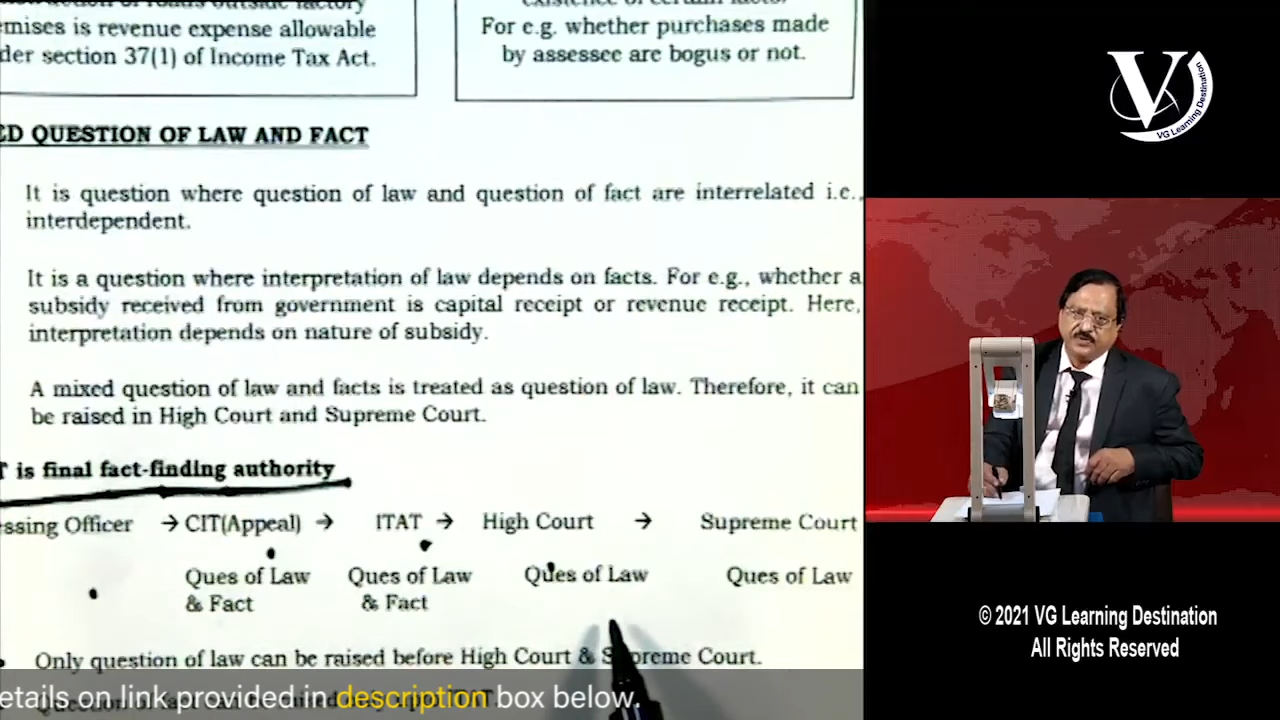 emises is revenue expense allowable
der section 37(1) of Income Tax Act.
For e.g. whether purchases made
by assessee are bogus or not.
ED QUESTION OF LAW AND FACT
It is question where question of law and question of fact are interrelated i.e.,
interdependent.
It is a question where interpretation of law depends on facts. For e.g., whether a
subsidy received from government is capital receipt or revenue receipt. Here,
interpretation depends on nature of subsidy.
A mixed question of law and facts is treated as question of law. Therefore, it can
be raised in High Court and Supreme Court.
T is final fact-finding authority
ssing Officer → CIT(Appeal) → ITAT → High Court → Supreme Court
Ques of Law Ques of Law Ques of Law Ques of Law
& Fact & Fact
Only question of law can be raised before High Court & Supreme Court.
etails on link provided in description box below.
V
VG Learning Destination
© 2021 VG Learning Destination
All Rights Reserved